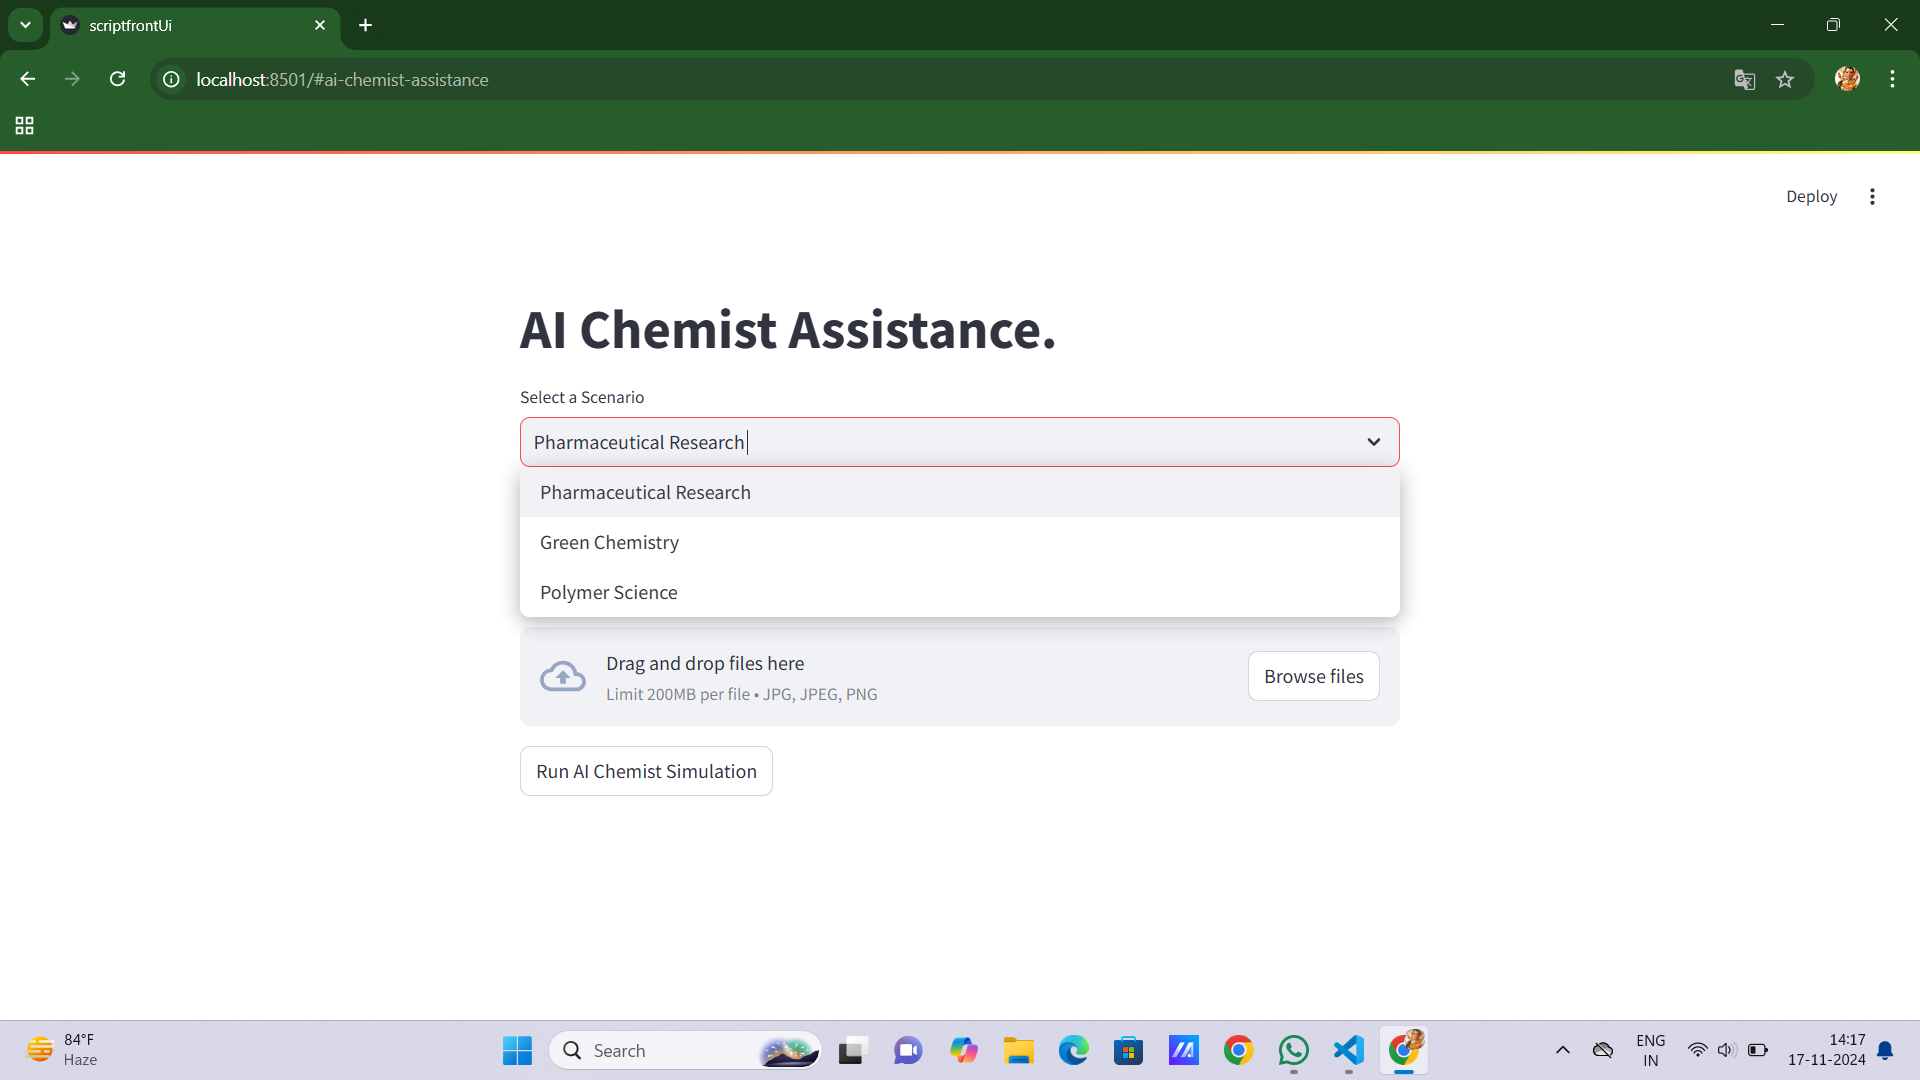 scriptfrontUi
localhost:8501/#ai-chemist-assistance
Deploy
AI Chemist Assistance.
Select a Scenario
Pharmaceutical Research
Pharmaceutical Research
Green Chemistry
Polymer Science
Drag and drop files here
Limit 200MB per file • JPG, JPEG, PNG
Browse files
Run AI Chemist Simulation
84°F
Haze
Search
ENG
IN
14:17
17-11-2024